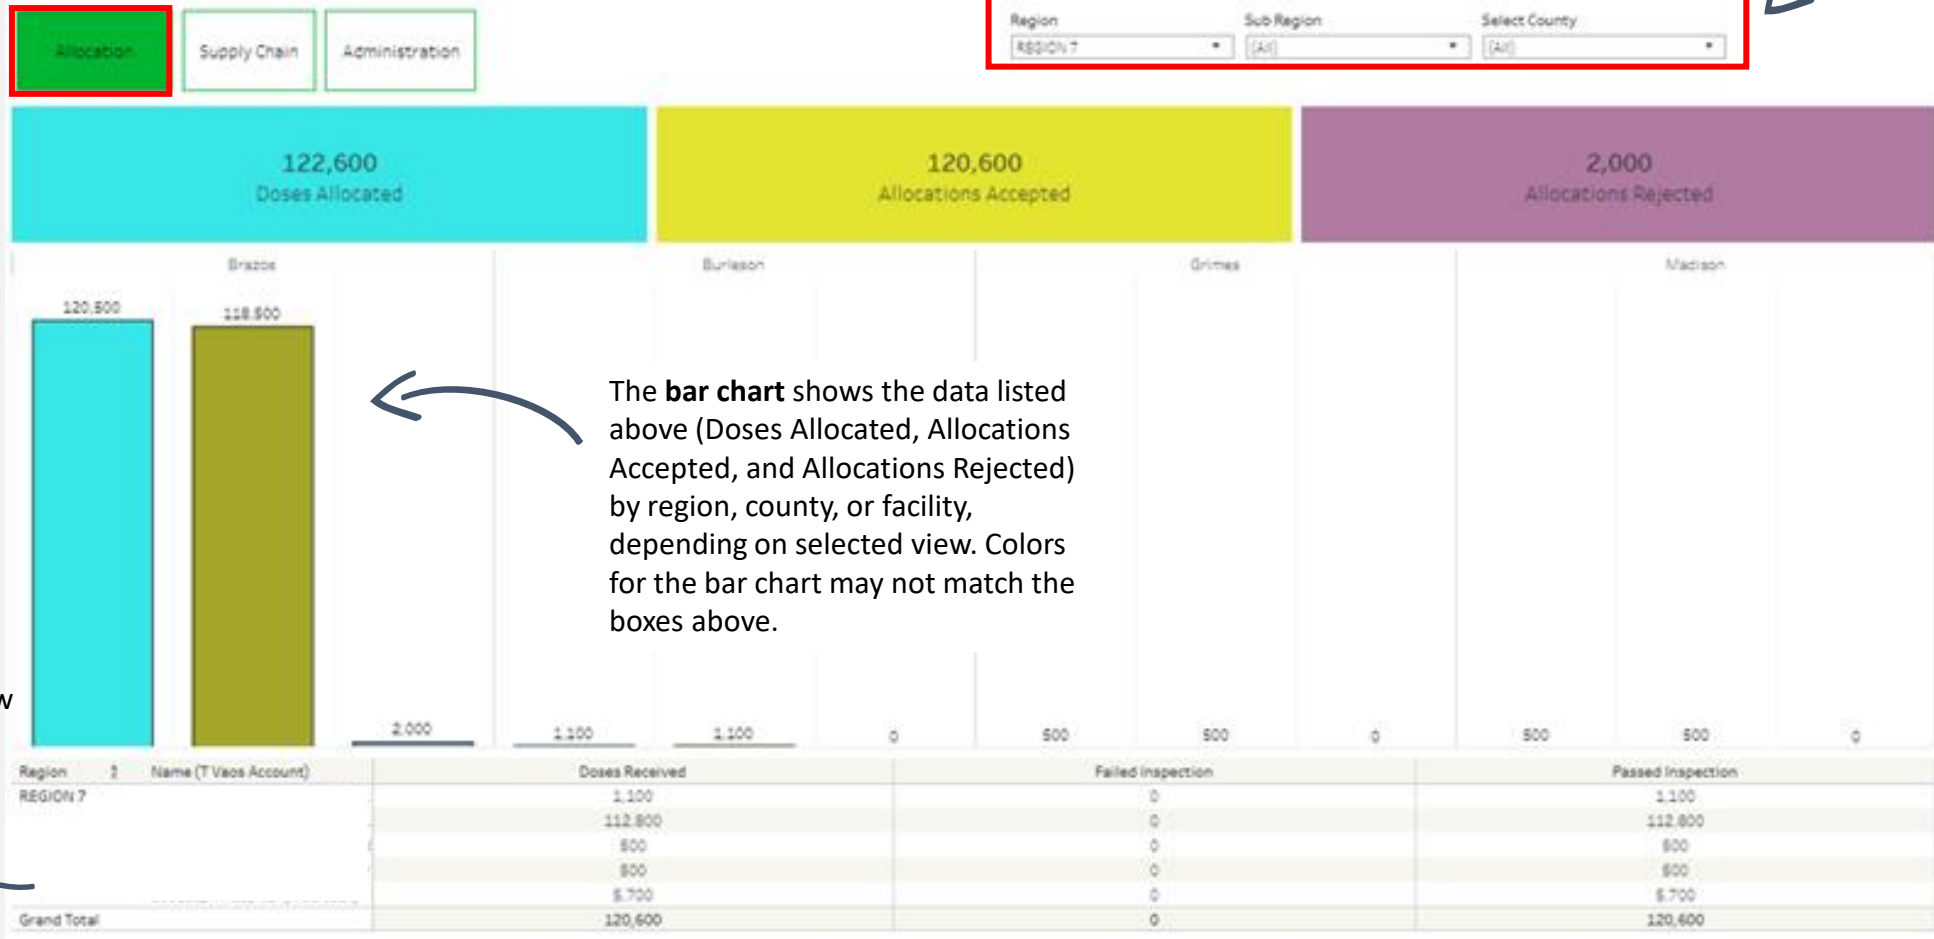 Allocation
Supply Chain
Administration
Region
Sub Region
Select County
REGION 7
(All)
(All)
122,600
Doses Allocated
120,600
Allocations Accepted
2,000
Allocations Rejected
Brazos
Burleson
Grimes
Madison
120,500
118,500
2,000
1,100
1,100
0
500
500
0
500
500
0
The bar chart shows the data listed
above (Doses Allocated, Allocations
Accepted, and Allocations Rejected)
by region, county, or facility,
depending on selected view. Colors
for the bar chart may not match the
boxes above.
Region Name (T Vaos Account) Doses Received Failed Inspection Passed Inspection
REGION 7 1,100 0 1,100
112,800 0 112,800
500 0 500
500 0 500
5,700 0 5,700
Grand Total 120,600 0 120,600